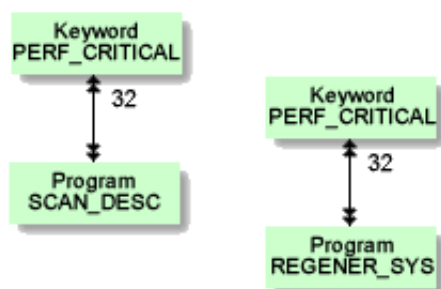 Keyword
PERF_CRITICAL
32
Program
SCAN_DESC
Keyword
PERF_CRITICAL
32
Program
REGENER_SYS